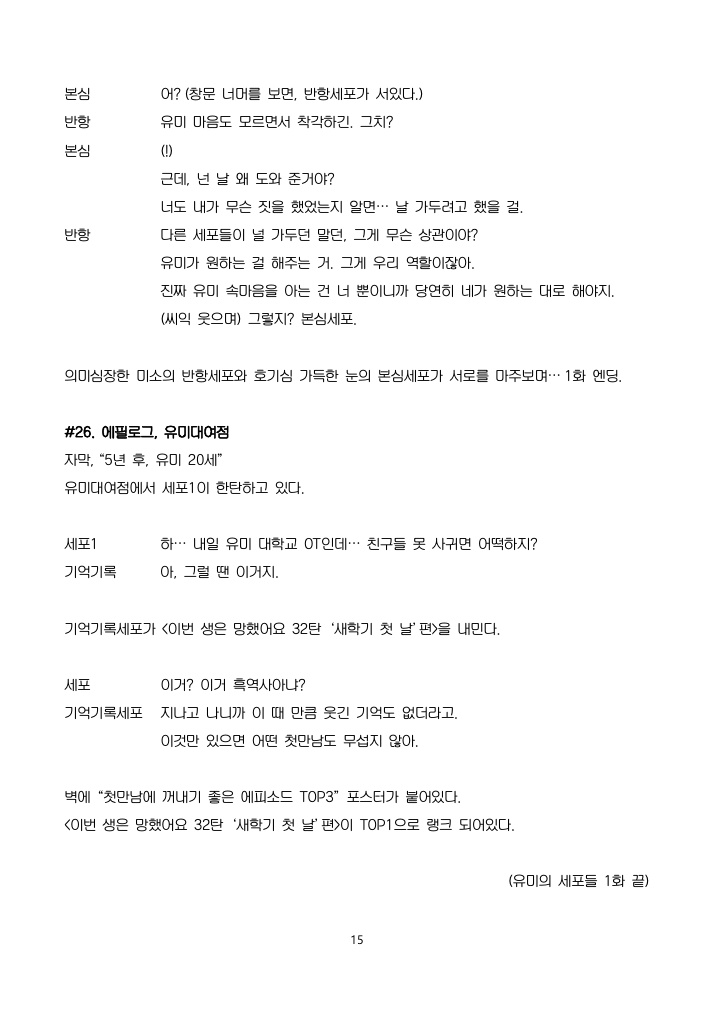 본심 어? (창문 너머를 보면, 반항세포가 서있다.)
반항 유미 마음도 모르면서 착각하긴. 그치?
본심 (!)
근데, 넌 날 왜 도와 준거야?
너도 내가 무슨 짓을 했었는지 알면… 날 가두려고 했을 걸.
반항 다른 세포들이 널 가두던 말던, 그게 무슨 상관이야?
유미가 원하는 걸 해주는 거. 그게 우리 역할이잖아.
진짜 유미 속마음을 아는 건 너 뿐이니까 당연히 네가 원하는 대로 해야지.
(씨익 웃으며) 그렇지? 본심세포.
의미심장한 미소의 반항세포와 호기심 가득한 눈의 본심세포가 서로를 마주보며… 1화 엔딩.
#26. 에필로그, 유미대여점
자막, “5년 후, 유미 20세”
유미대여점에서 세포1이 한탄하고 있다.
세포1 하… 내일 유미 대학교 OT인데… 친구들 못 사귀면 어떡하지?
기억기록 아, 그럴 땐 이거지.
기억기록세포가 <이번 생은 망했어요 32탄 ‘새학기 첫 날’ 편>을 내민다.
세포 이거? 이거 흑역사아냐?
기억기록세포 지나고 나니까 이 때 만큼 웃긴 기억도 없더라고.
이것만 있으면 어떤 첫만남도 무섭지 않아.
벽에 “첫만남에 꺼내기 좋은 에피소드 TOP3” 포스터가 붙어있다.
<이번 생은 망했어요 32탄 ‘새학기 첫 날’ 편>이 TOP1으로 랭크 되어있다.
(유미의 세포들 1화 끝)
15